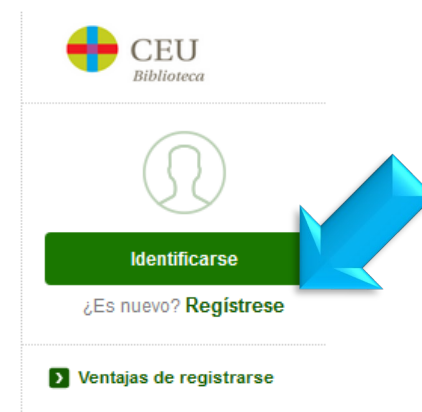 CEU
Biblioteca
Identificarse
¿Es nuevo? Regístrese
Ventajas de registrarse